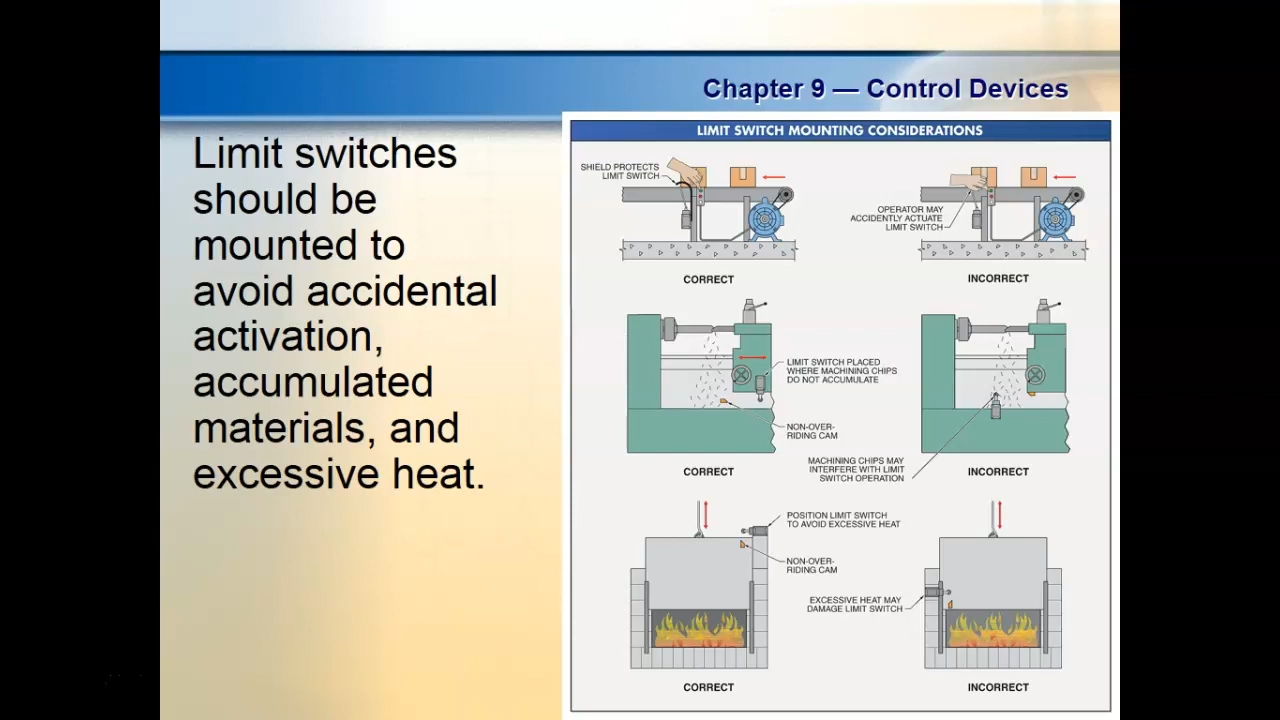 Chapter 9 — Control Devices
Limit switches
should be
mounted to
avoid accidental
activation,
accumulated
materials, and
excessive heat.
LIMIT SWITCH MOUNTING CONSIDERATIONS
SHIELD PROTECTS
LIMIT SWITCH
CORRECT
OPERATOR MAY
ACCIDENTLY ACTUATE
LIMIT SWITCH
INCORRECT
LIMIT SWITCH PLACED
WHERE MACHINING CHIPS
DO NOT ACCUMULATE
NON-OVER-
RIDING CAM
CORRECT
MACHINING CHIPS MAY
INTERFERE WITH LIMIT
SWITCH OPERATION
INCORRECT
POSITION LIMIT SWITCH
TO AVOID EXCESSIVE HEAT
NON-OVER-
RIDING CAM
CORRECT
EXCESSIVE HEAT MAY
DAMAGE LIMIT SWITCH
INCORRECT